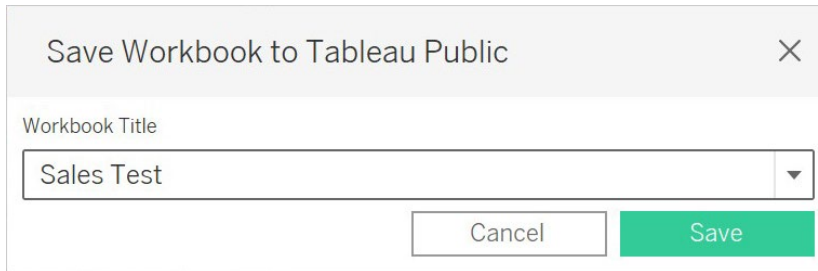 Save Workbook to Tableau Public
Workbook Title
Sales Test
Cancel Save